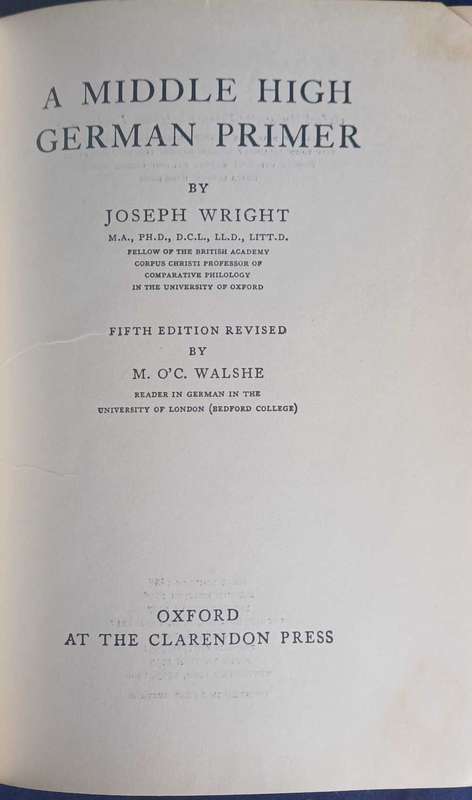 A MIDDLE HIGH
GERMAN PRIMER
BY
JOSEPH WRIGHT
M.A., PH.D., D.C.L., LL.D., LITT.D.
FELLOW OF THE BRITISH ACADEMY
CORPUS CHRISTI PROFESSOR OF
COMPARATIVE PHILOLOGY
IN THE UNIVERSITY OF OXFORD
FIFTH EDITION REVISED
BY
M. O'C. WALSHE
READER IN GERMAN IN THE
UNIVERSITY OF LONDON (BEDFORD COLLEGE)
OXFORD
AT THE CLARENDON PRESS